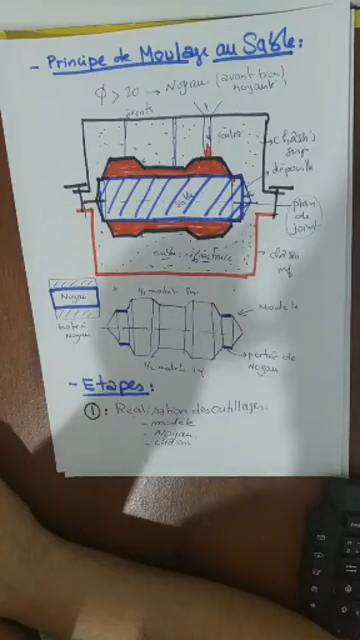 - Principe de Moulage au Sable:
Φ > 20 → Noyau (avant trou)
noyauté
évents
coulée
châssis
sup
dépouille
plan
de
joint
sable: réfractaire
châssis
inf
Noyau
1/2 modèle sup
Modèle
Noyau
portée de
Noyau
1/2 modèle inf
- Etapes:
① : Réalisation des outillages:
- modèle
- Noyau
- châssis